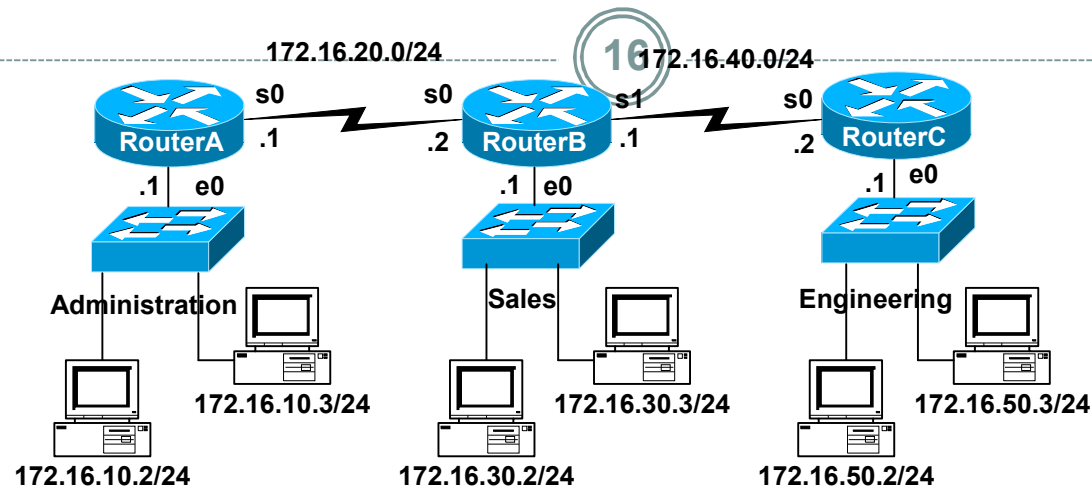 172.16.20.0/24
16
172.16.40.0/24
s0
s0
s1
s0
RouterA
.1
.2
RouterB
.1
.2
RouterC
.1
e0
.1
e0
.1
e0
Administration
Sales
Engineering
172.16.10.3/24
172.16.30.3/24
172.16.50.3/24
172.16.10.2/24
172.16.30.2/24
172.16.50.2/24